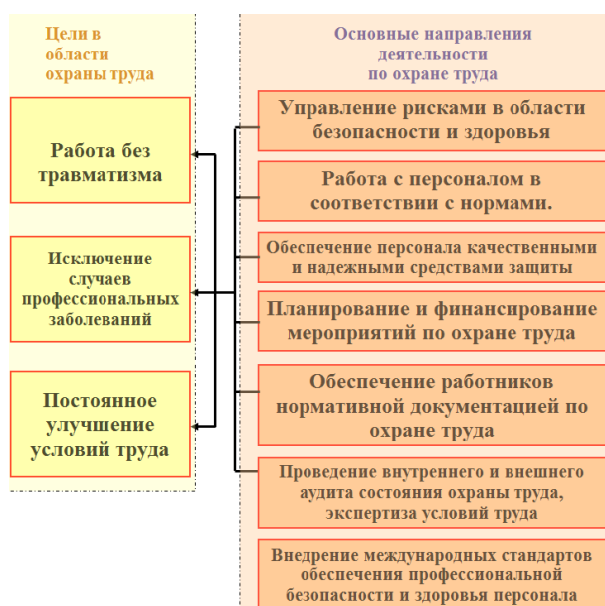 Цели в
области
охраны труда
Работа без
травматизма
Исключение
случаев
профессиональных
заболеваний
Постоянное
улучшение
условий труда
Основные направления
деятельности
по охране труда
Управление рисками в области
безопасности и здоровья
Работа с персоналом в
соответствии с нормами.
Обеспечение персонала качественными
и надежными средствами защиты
Планирование и финансирование
мероприятий по охране труда
Обеспечение работников
нормативной документацией по
охране труда
Проведение внутреннего и внешнего
аудита состояния охраны труда,
экспертиза условий труда
Внедрение международных стандартов
обеспечения профессиональной
безопасности и здоровья персонала